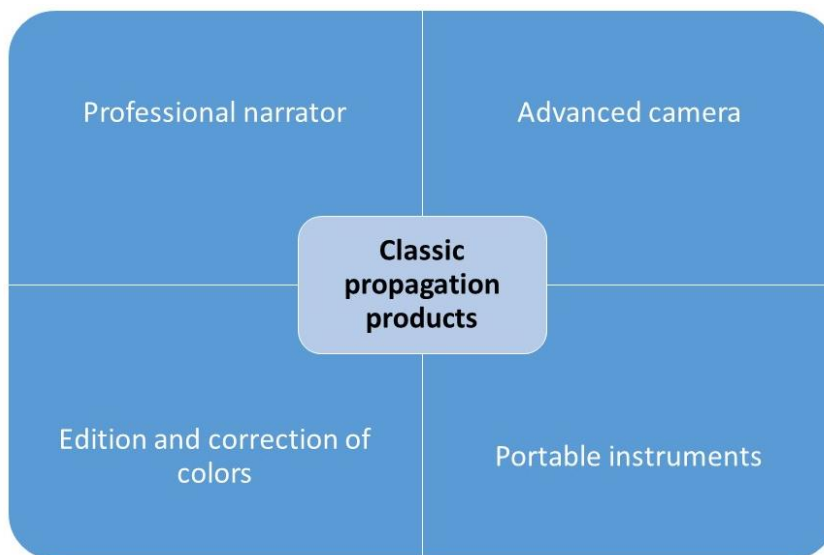 Professional narrator
Advanced camera
Classic
propagation
products
Edition and correction of
colors
Portable instruments